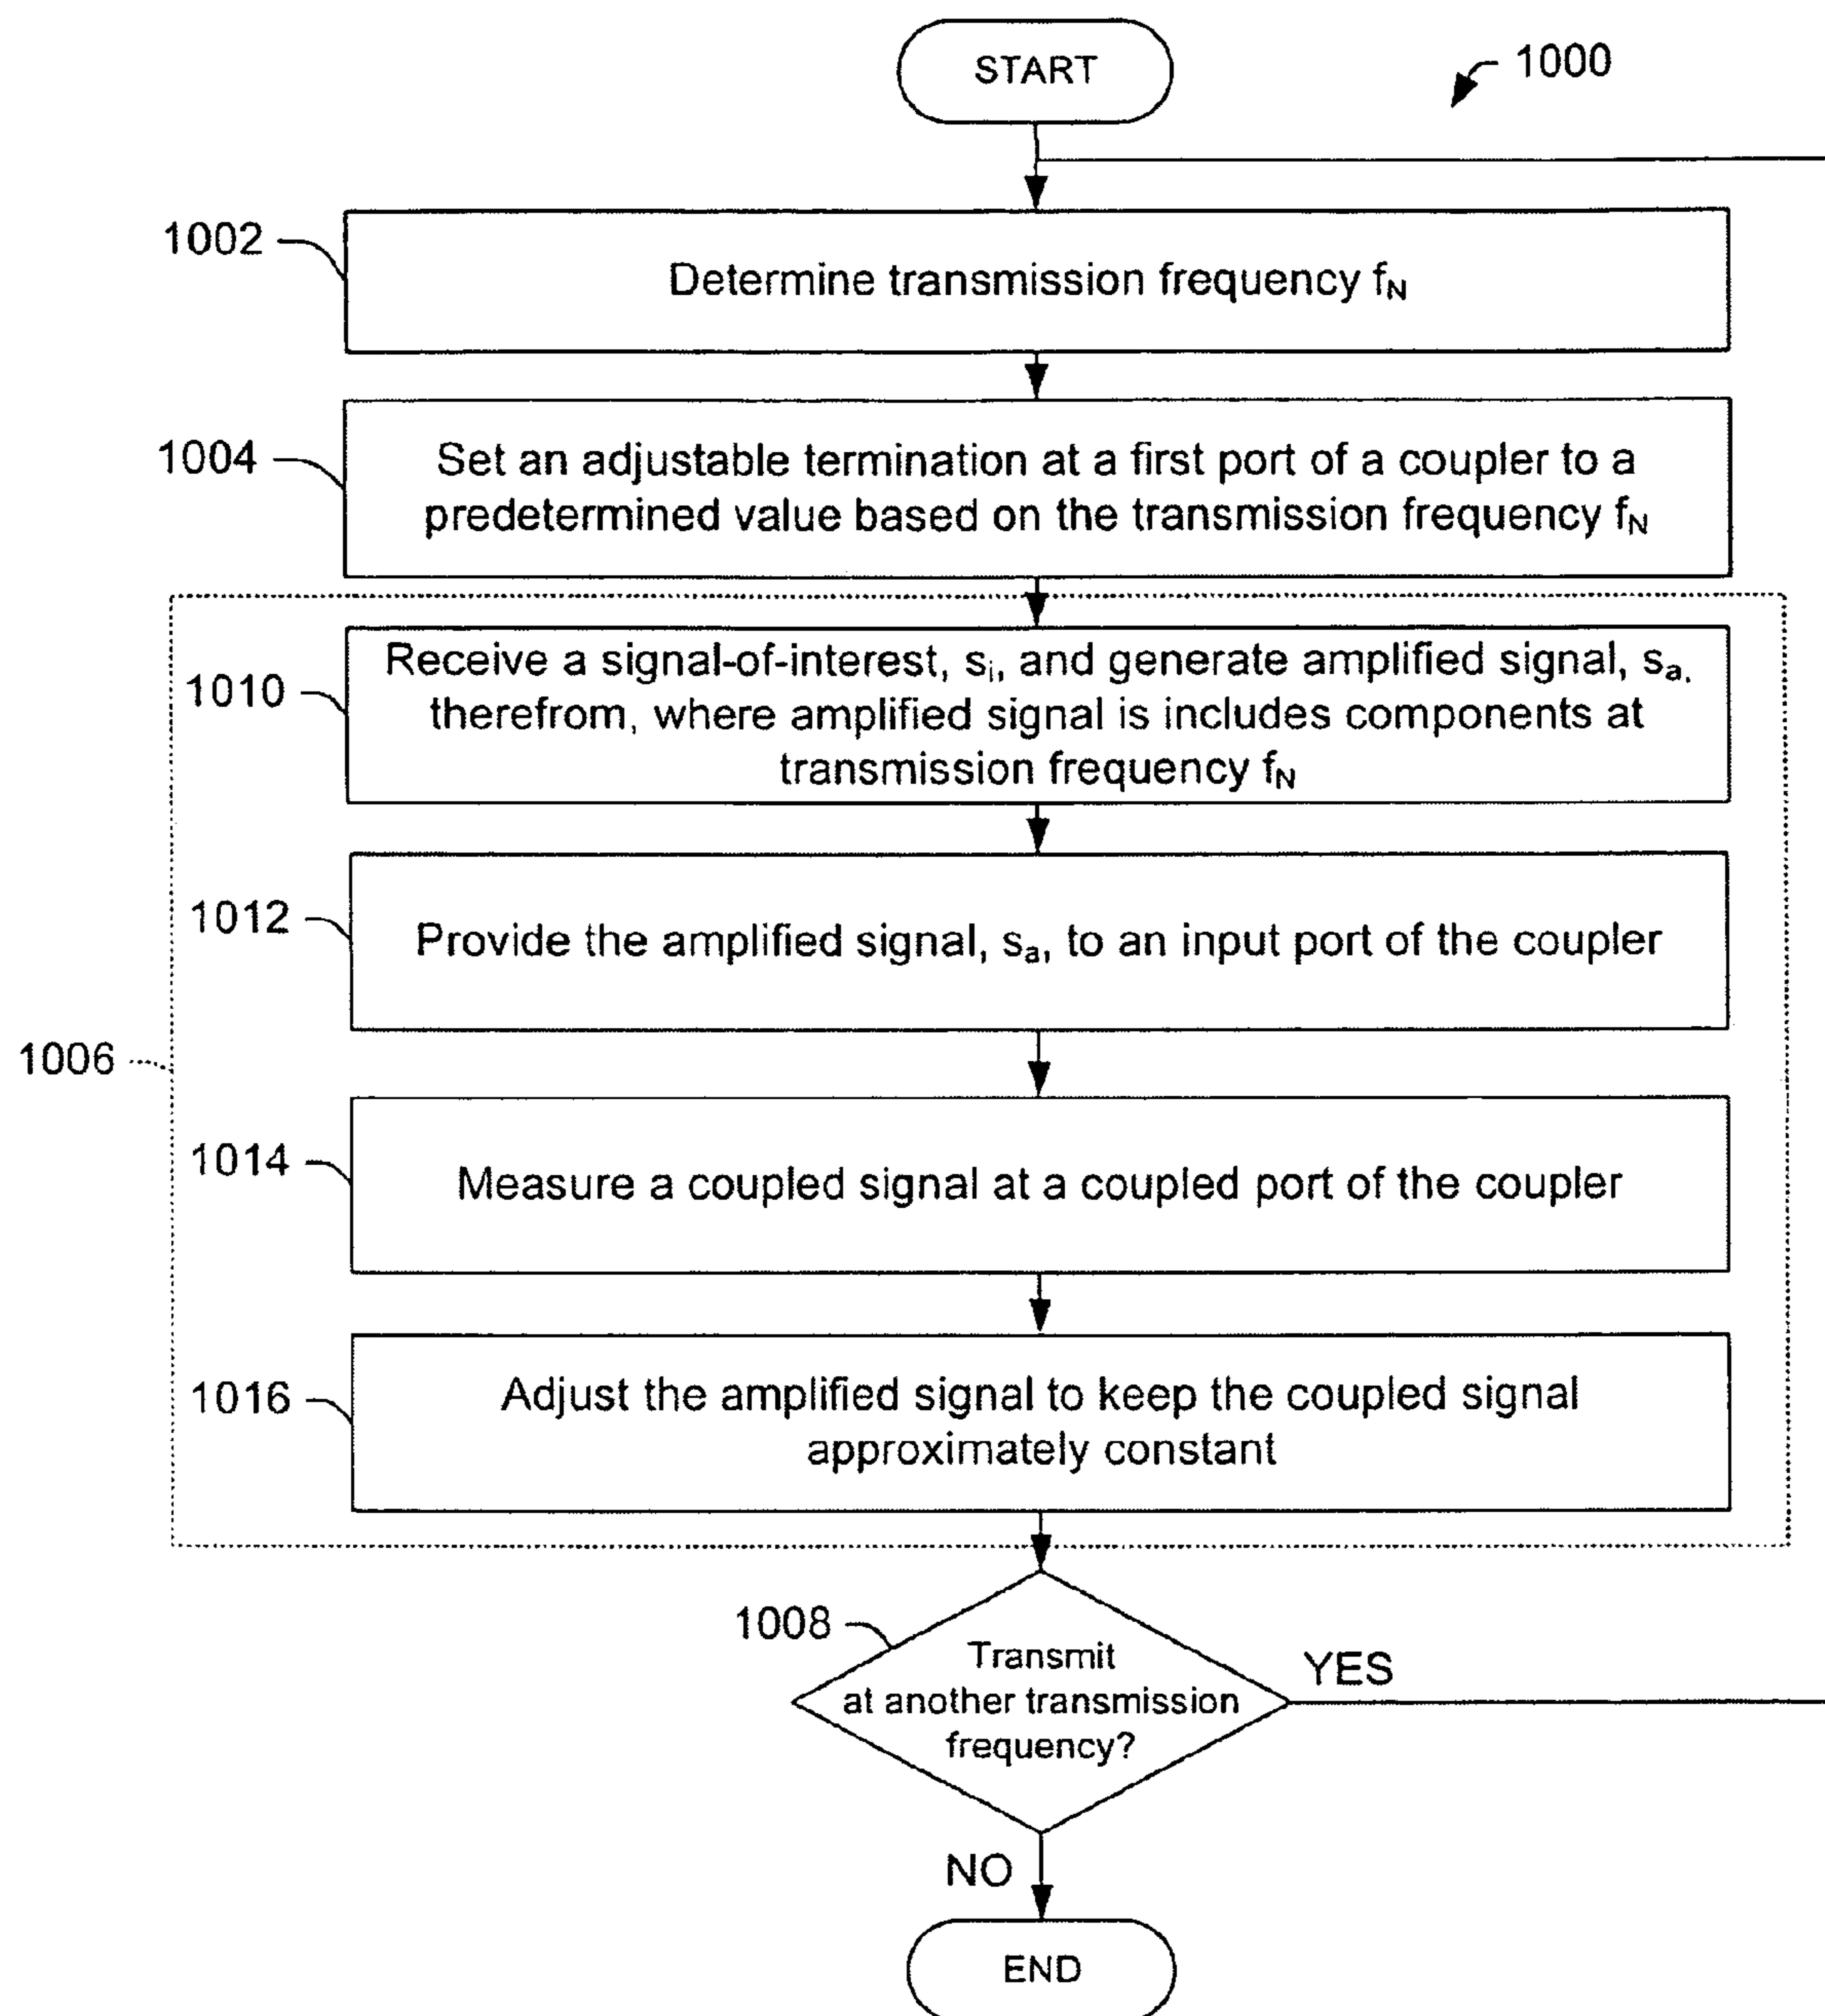 START
1000
1002
Determine transmission frequency fN
1004
Set an adjustable termination at a first port of a coupler to a
predetermined value based on the transmission frequency fN
1006
1010
Receive a signal-of-interest, si, and generate amplified signal, sa,
therefrom, where amplified signal is includes components at
transmission frequency fN
1012
Provide the amplified signal, sa, to an input port of the coupler
1014
Measure a coupled signal at a coupled port of the coupler
1016
Adjust the amplified signal to keep the coupled signal
approximately constant
1008
Transmit
at another transmission
frequency?
YES
NO
END